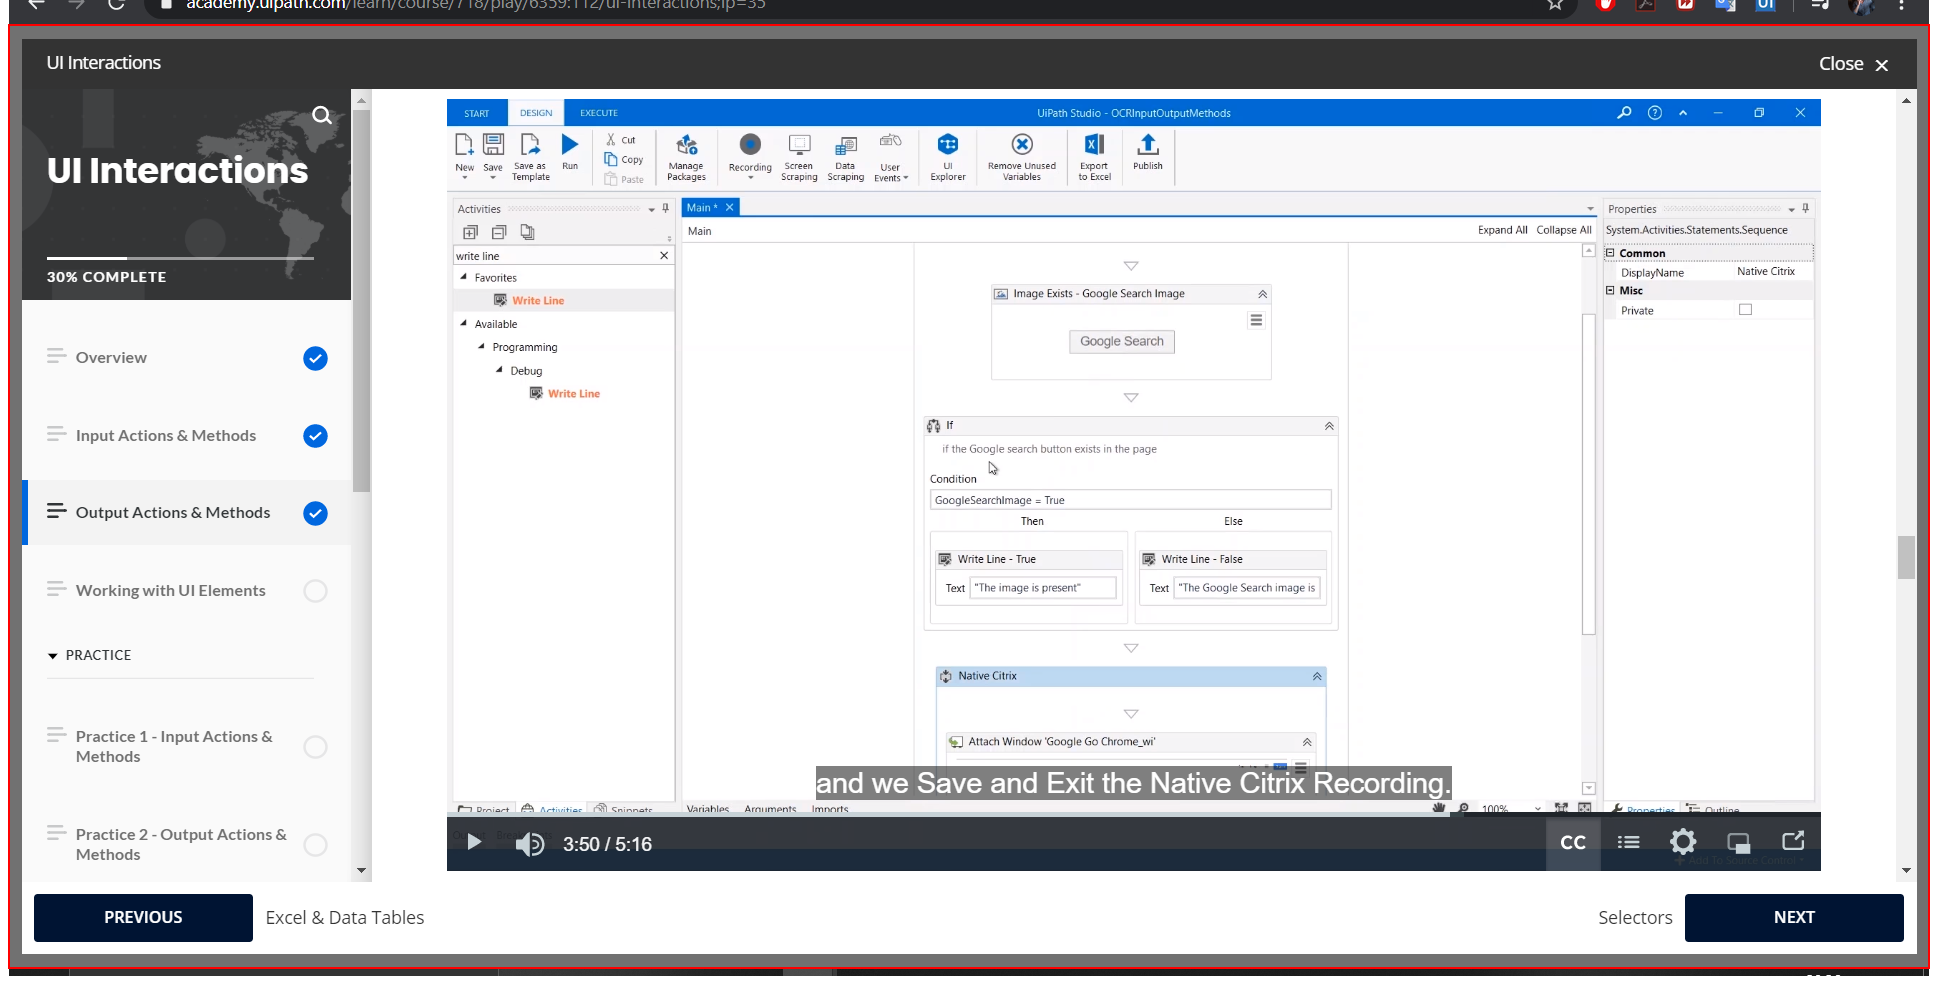 academy.uipath.com/learn/course/718/play/6359:112/ui-interactions;lp=35
UI Interactions
Close
UI Interactions
30% COMPLETE
Overview
Input Actions & Methods
Output Actions & Methods
Working with UI Elements
PRACTICE
Practice 1 - Input Actions &
Methods
Practice 2 - Output Actions &
Methods
START
DESIGN
EXECUTE
UiPath Studio - OCRInputOutputMethods
New
Save
Save as
Template
Run
Cut
Copy
Paste
Manage
Packages
Recording
Screen
Scraping
Data
Scraping
User
Events
UI
Explorer
Remove Unused
Variables
Export
to Excel
Publish
Activities
write line
Favorites
Write Line
Available
Programming
Debug
Write Line
Main *
Main
Expand All
Collapse All
Image Exists - Google Search Image
Google Search
If
if the Google search button exists in the page
Condition
GoogleSearchImage = True
Then
Else
Write Line - True
Text
"The image is present"
Write Line - False
Text
"The Google Search image is
Native Citrix
Attach Window 'Google Go Chrome_wi'
Properties
System.Activities.Statements.Sequence
Common
DisplayName
Native Citrix
Misc
Private
and we Save and Exit the Native Citrix Recording.
Project
Activities
Snippets
Variables
Arguments
Imports
100%
Properties
Outline
3:50 / 5:16
CC
Add To Source Control
PREVIOUS
Excel & Data Tables
Selectors
NEXT